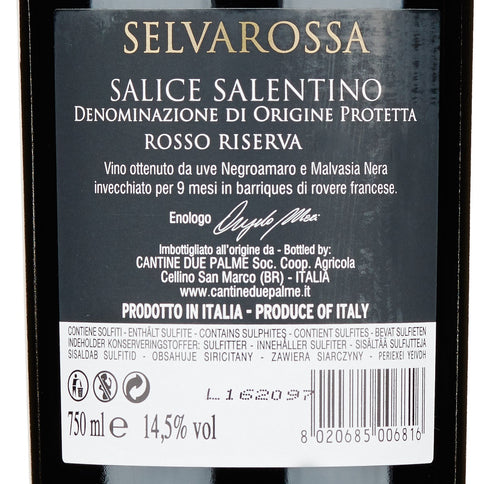 SELVAROSSA
SALICE SALENTINO
DENOMINAZIONE DI ORIGINE PROTETTA
ROSSO RISERVA
Vino ottenuto da uve Negroamaro e Malvasia Nera
invecchiato per 9 mesi in barriques di rovere francese.
Enologo
Imbottigliato all'origine da - Bottled by:
CANTINE DUE PALME Soc. Coop. Agricola
Cellino San Marco (BR) - ITALIA
www.cantineduepalme.it
PRODOTTO IN ITALIA - PRODUCE OF ITALY
CONTIENE SOLFITI - ENTHÄLT SULFITE - CONTAINS SULPHITES - CONTIENT SULFITES - BEVAT SULFIETEN
INDEHOLDER KONSERVERINGSTOFFER: SULFITTER - INNEHÅLLER SULFITER - SISÄLTÄÄ SULFIITTEJA
SISALDAB SULFITID - OBSAHUJE SIRICITANY - ZAWIERA SIARCZYNY - PERIEXEI YEIVDH
L162097
750 ml e 14,5% vol
8 020685 006816